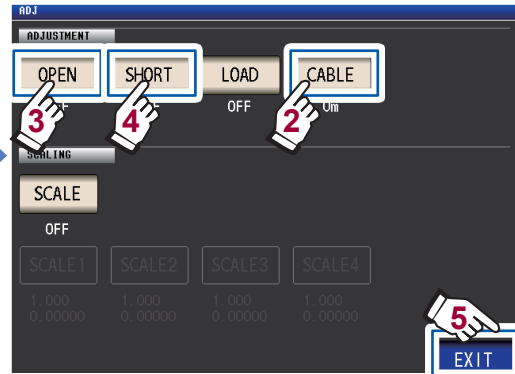 ADJ
ADJUSTMENT
OPEN SHORT LOAD CABLE
OFF 0m
3 4 2
SCALING
SCALE
OFF
SCALE1 SCALE2 SCALE3 SCALE4
1.000 1.000 1.000 1.000
0.00000 0.00000 0.00000 0.00000
5
EXIT